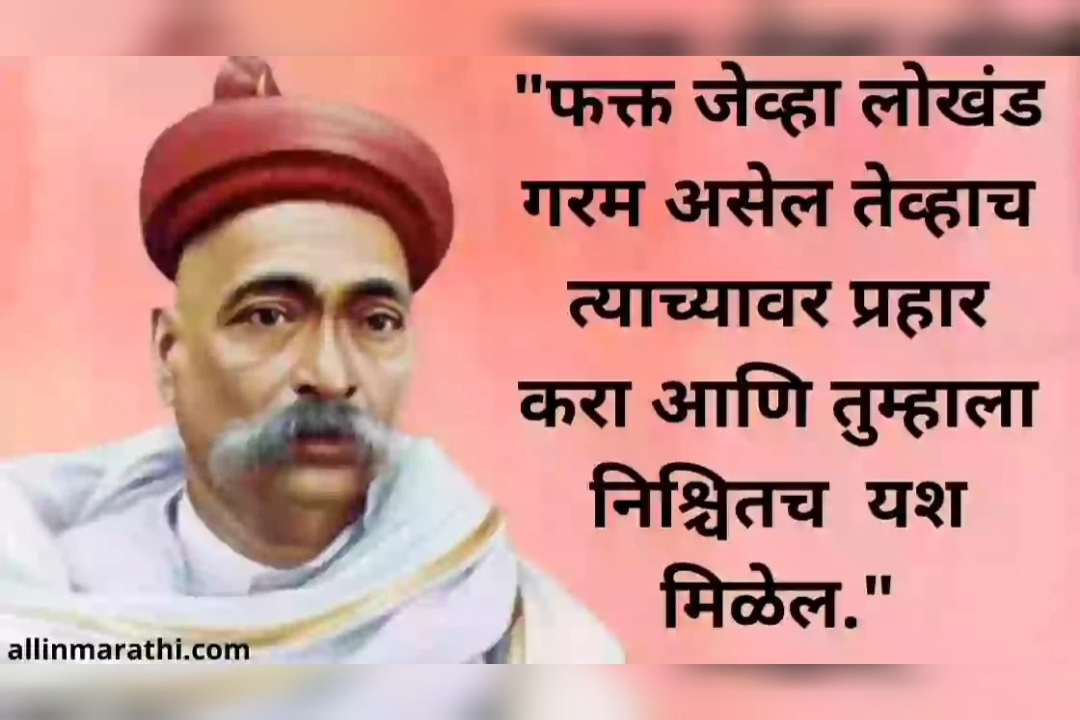 "फक्त जेव्हा लोखंड
गरम असेल तेव्हाच
त्याच्यावर प्रहार
करा आणि तुम्हाला
निश्चितच यश
मिळेल."
allinmarathi.com